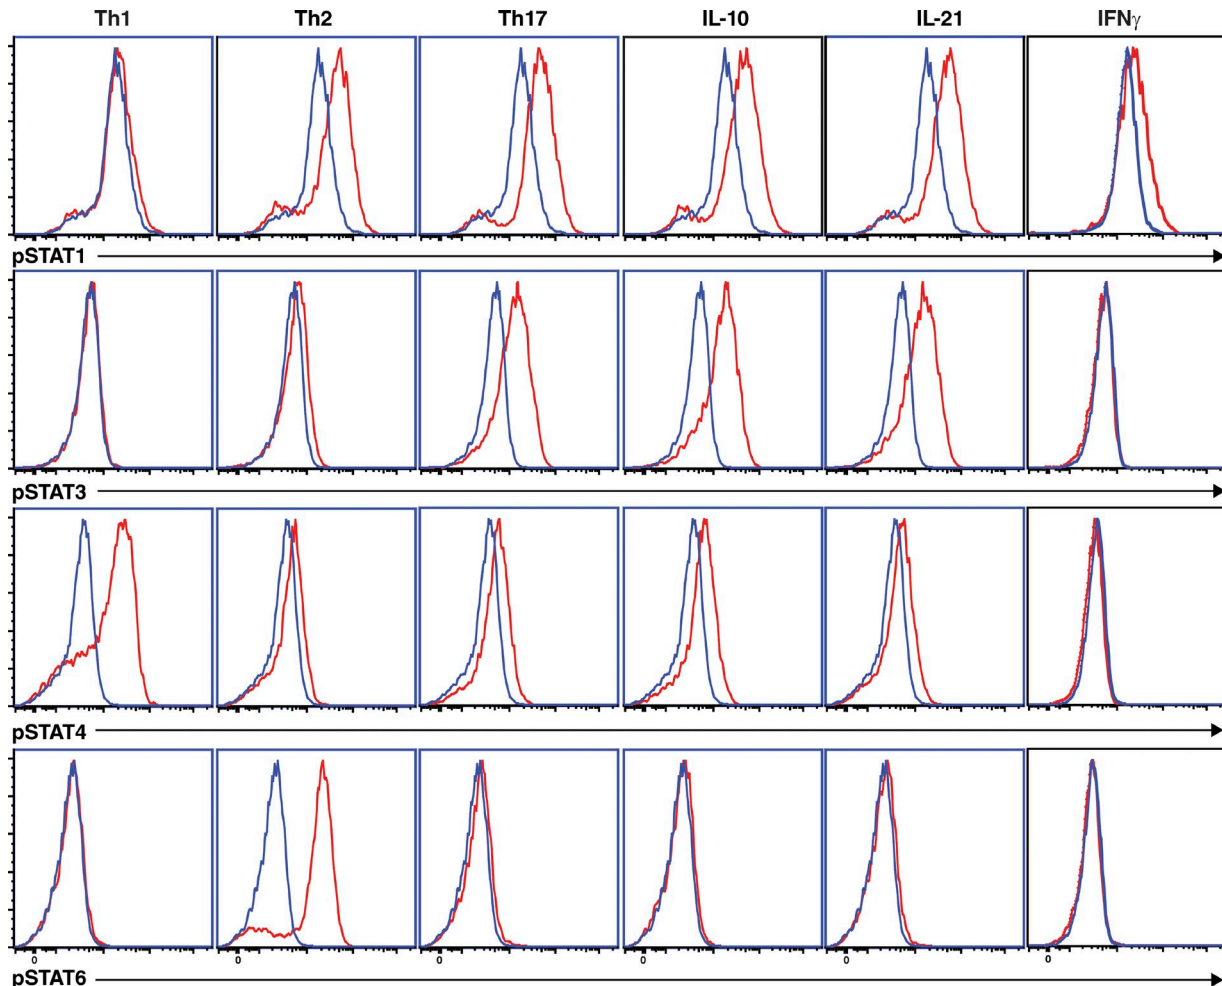 Th1 Th2 Th17 IL-10 IL-21 IFNγ
pSTAT1
pSTAT3
pSTAT4
0 0 0 0 0 0
pSTAT6